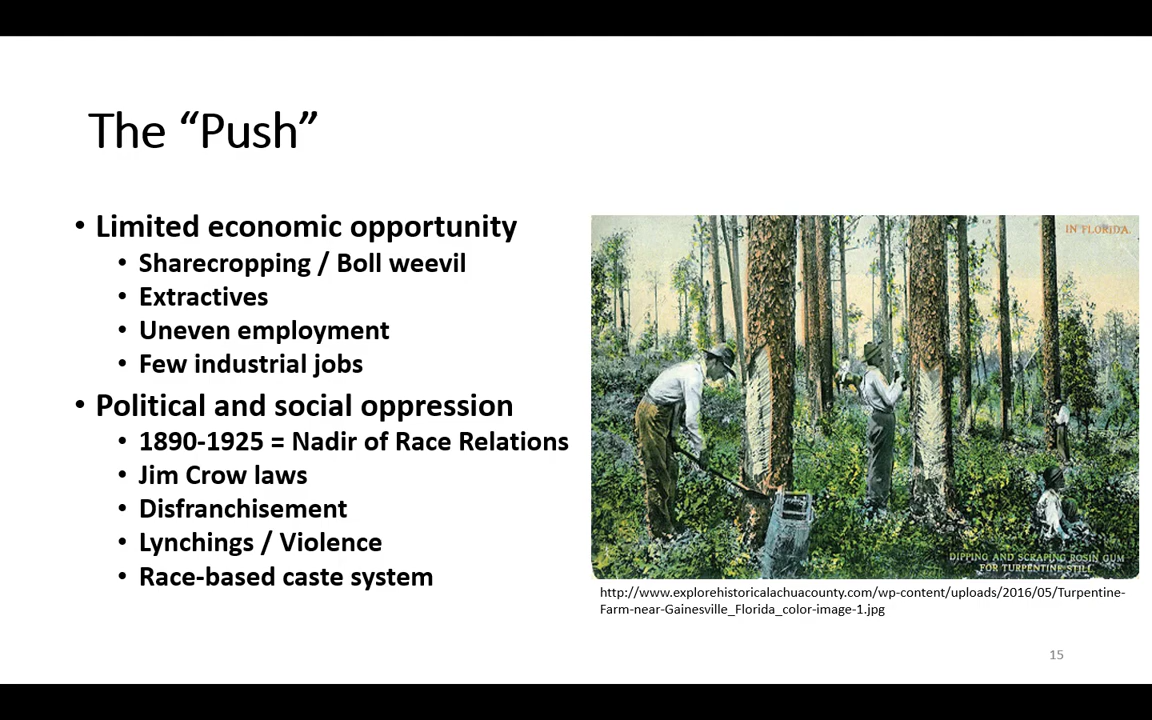 The “Push”
• Limited economic opportunity
• Sharecropping / Boll weevil
• Extractives
• Uneven employment
• Few industrial jobs
• Political and social oppression
• 1890-1925 = Nadir of Race Relations
• Jim Crow laws
• Disfranchisement
• Lynchings / Violence
• Race-based caste system
IN FLORIDA.
DIPPING AND SCRAPING ROSIN GUM
FOR TURPENTINE STILL.
http://www.explorehistoricalachuacounty.com/wp-content/uploads/2016/05/Turpentine-
Farm-near-Gainesville_Florida_color-image-1.jpg
15